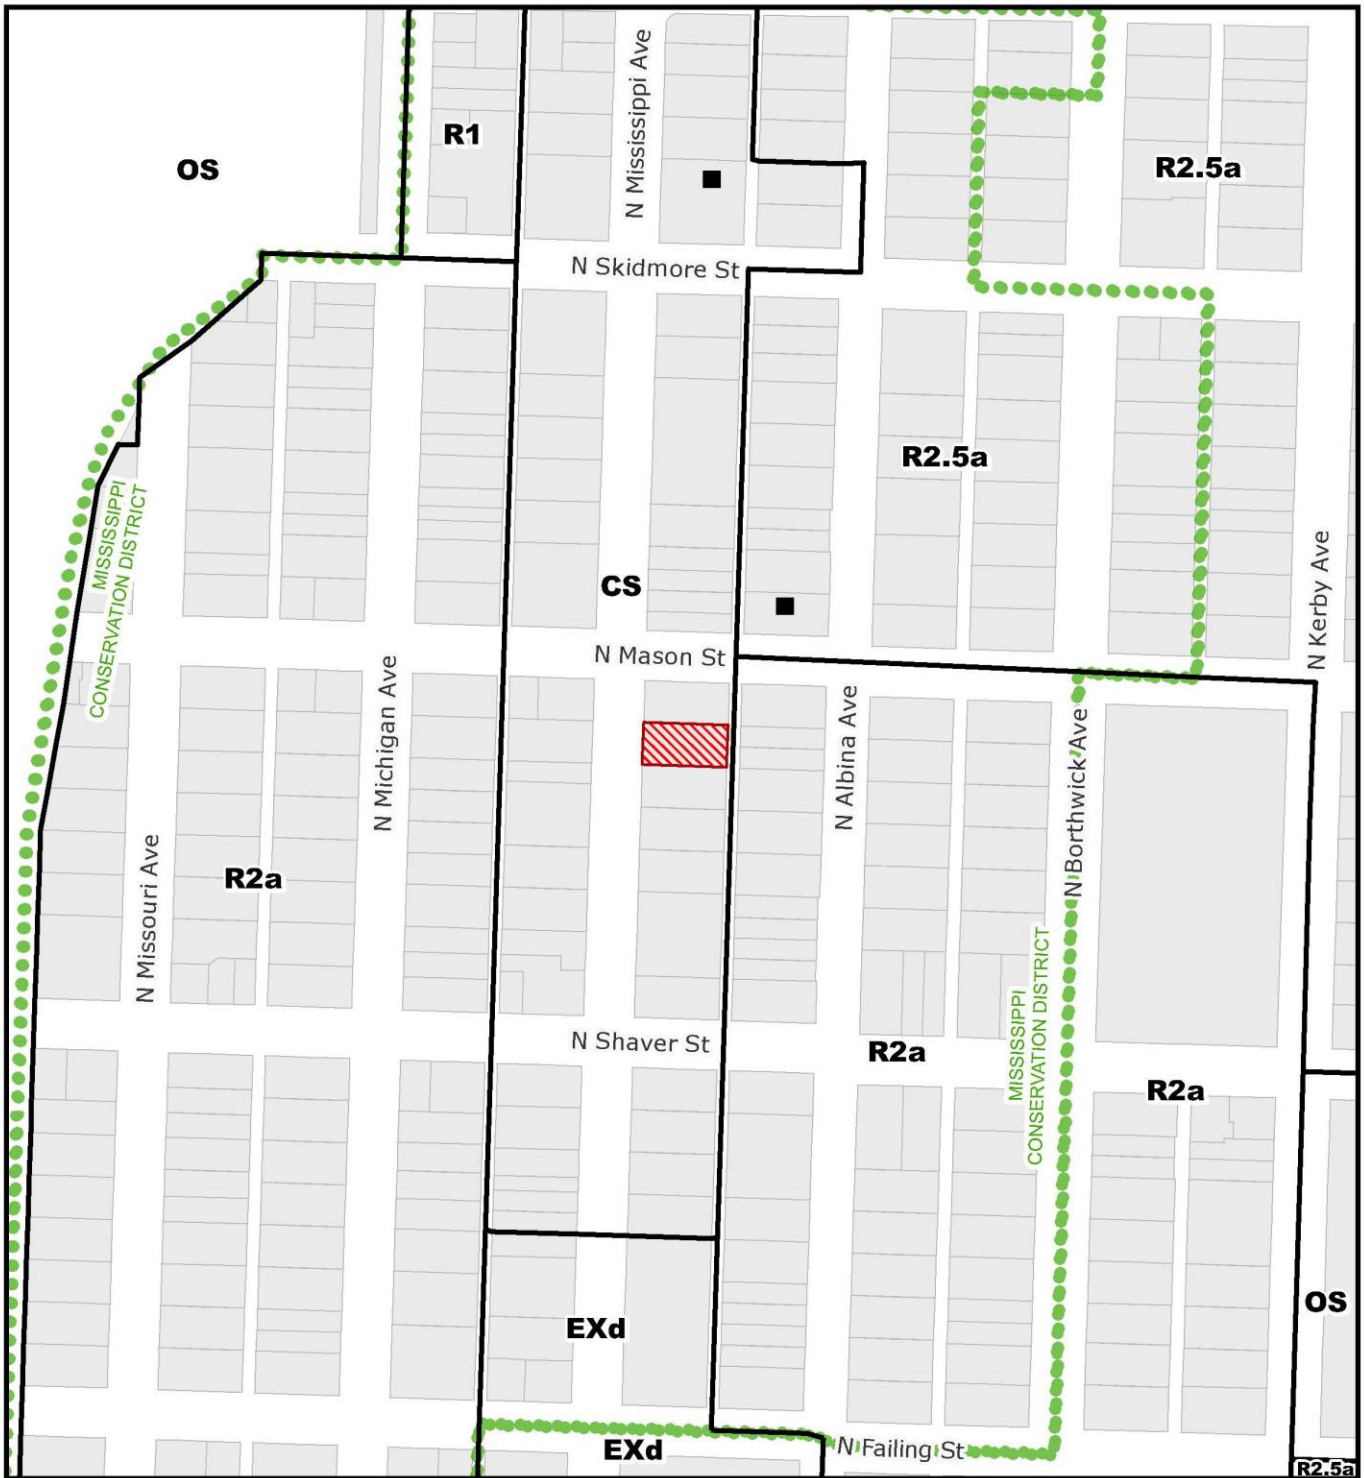 N Mississippi Ave
R1
OS
R2.5a
N Skidmore St
R2.5a
MISSISSIPPI
CONSERVATION DISTRICT
CS
N Kerby Ave
N Mason St
N Michigan Ave
N Albina Ave
N Borthwick Ave
N Missouri Ave
R2a
MISSISSIPPI
CONSERVATION DISTRICT
N Shaver St
R2a
R2a
OS
EXd
EXd
N Failing St
R2.5a